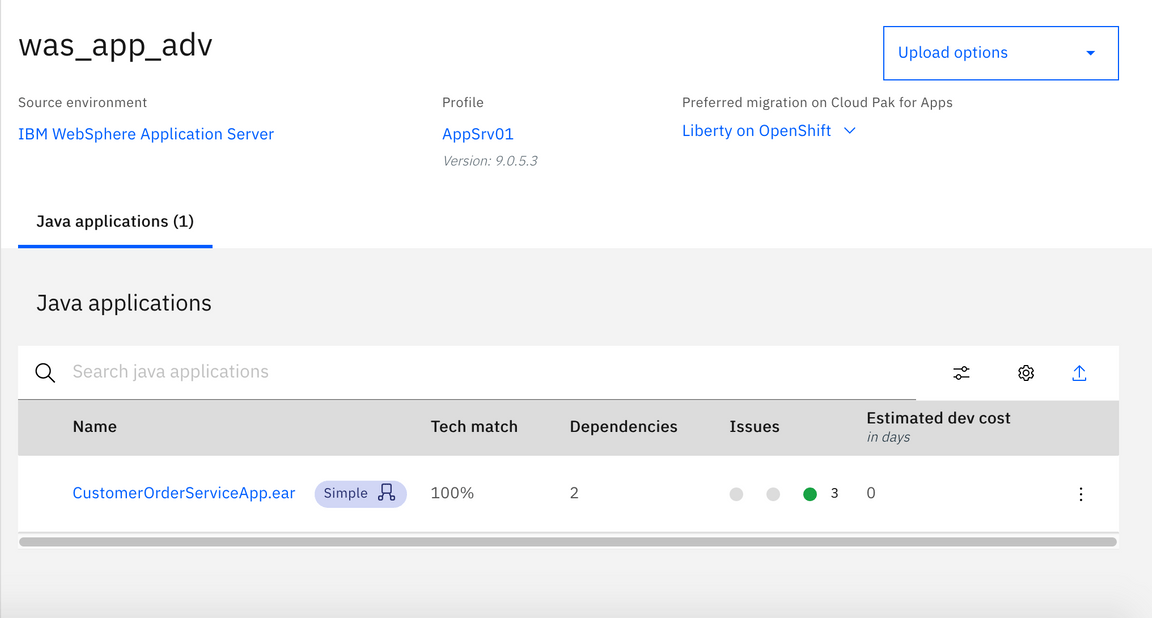 was_app_adv
Upload options
Source environment
Profile
Preferred migration on Cloud Pak for Apps
IBM WebSphere Application Server
AppSrv01
Liberty on OpenShift
Version: 9.0.5.3
Java applications (1)
Java applications
Search java applications
Name
Tech match
Dependencies
Issues
Estimated dev cost
in days
CustomerOrderServiceApp.ear
Simple
100%
2
3
0